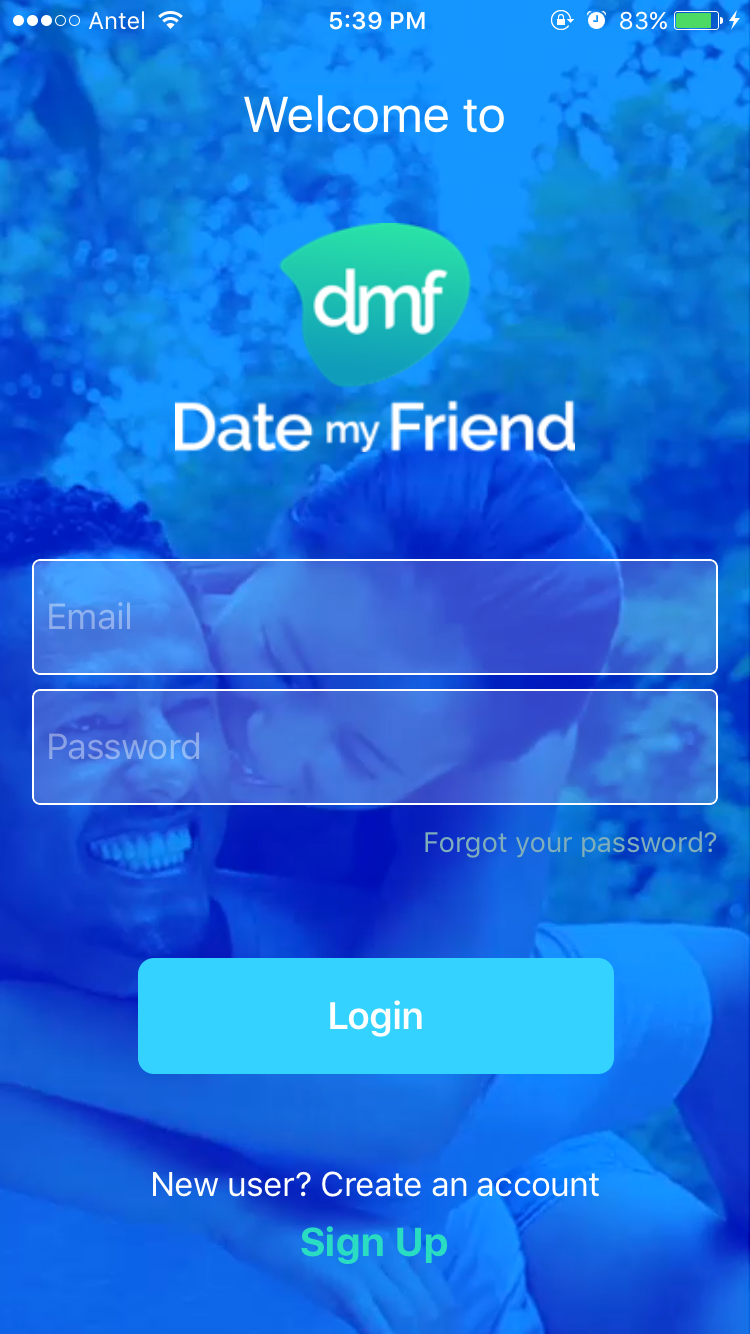 Antel 5:39 PM 83%
Welcome to
dmf
Date my Friend
Email
Password
Forgot your password?
Login
New user? Create an account
Sign Up